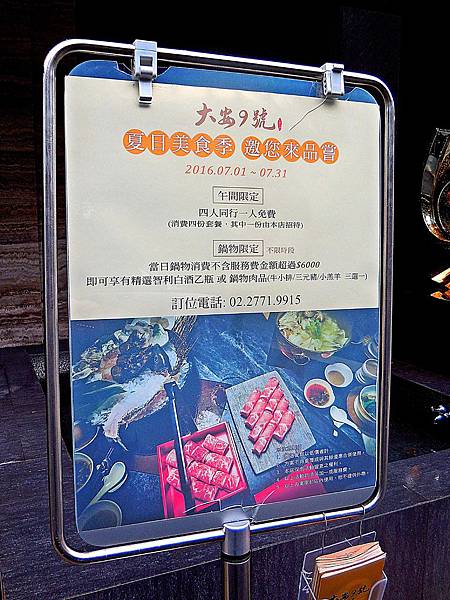 大安9號
夏日美食季 邀您來品嘗
2016.07.01 ~ 07.31
午間限定
四人同行一人免費
(消費四份套餐，其中一份由本店招待)
鍋物限定 不限時段
當日鍋物消費不含服務費金額超過$6000
即可享有精選智利白酒乙瓶 或 鍋物肉品(牛小排/三元豬/小羔羊 三選一)
訂位電話: 02.2771.9915